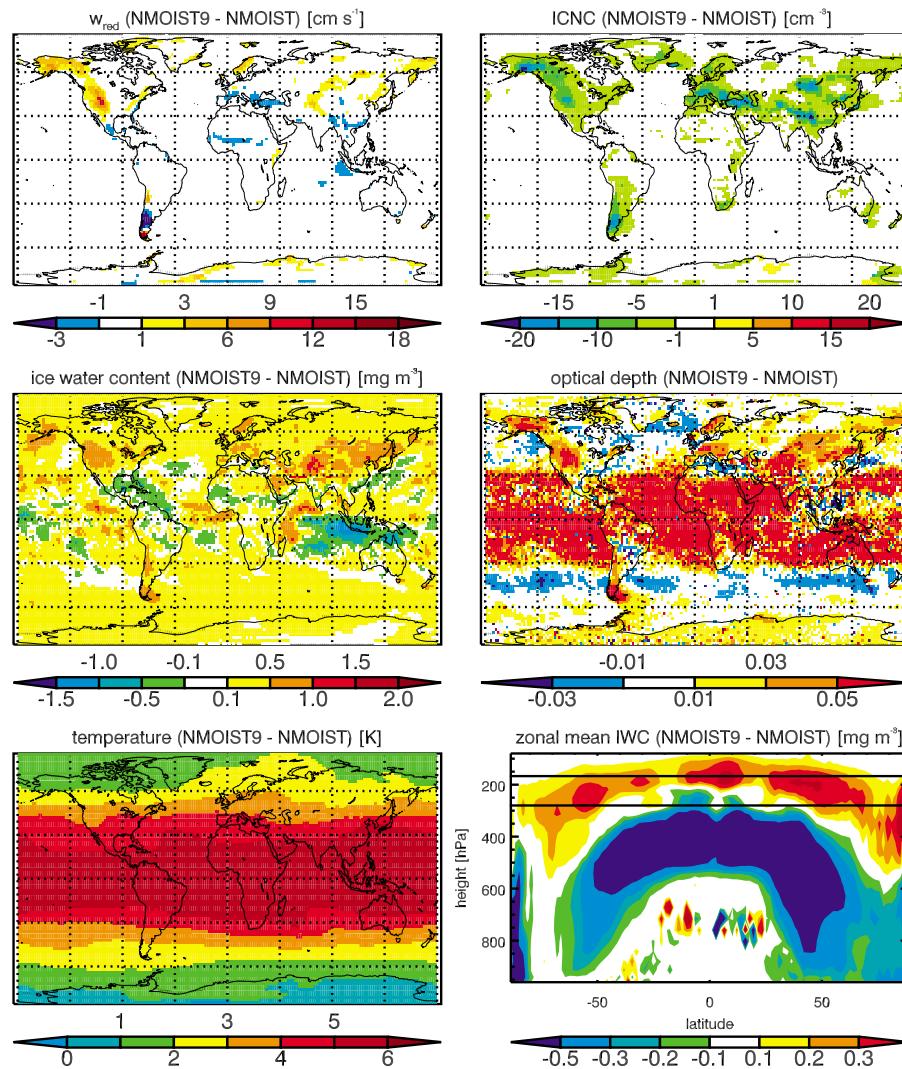 w_red (NMOIST9 - NMOIST) [cm s⁻¹]
ICNC (NMOIST9 - NMOIST) [cm⁻³]
-1 3 9 15
-3 1 6 12 18
-15 -5 1 10 20
-20 -10 -1 5 15
ice water content (NMOIST9 - NMOIST) [mg m⁻³]
optical depth (NMOIST9 - NMOIST)
-1.0 -0.1 0.5 1.5
-1.5 -0.5 0.1 1.0 2.0
-0.01 0.03
-0.03 0.01 0.05
temperature (NMOIST9 - NMOIST) [K]
zonal mean IWC (NMOIST9 - NMOIST) [mg m⁻³]
200
400
600
800
height [hPa]
-50 0 50
latitude
1 3 5
0 2 4 6
-0.5 -0.3 -0.2 -0.1 0.1 0.2 0.3